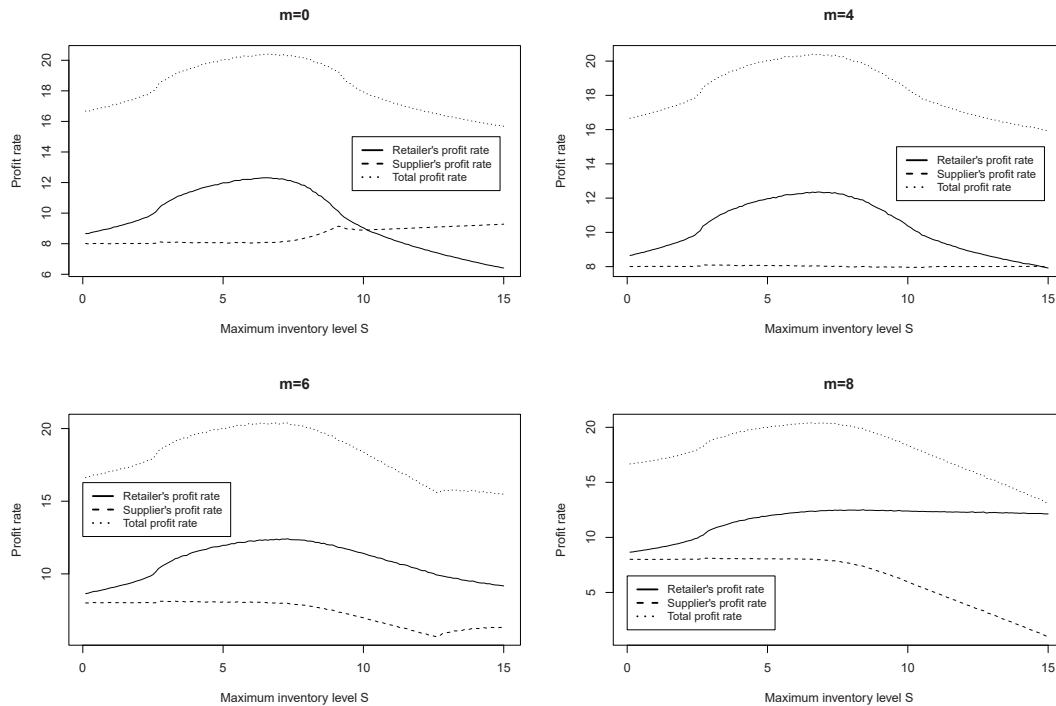 m=0
20
18
16
14
12
10
8
6
Profit rate
Retailer's profit rate
Supplier's profit rate
Total profit rate
0
5
10
15
Maximum inventory level S
m=4
20
18
16
14
12
10
8
Profit rate
Retailer's profit rate
Supplier's profit rate
Total profit rate
0
5
10
15
Maximum inventory level S
m=6
20
15
10
Profit rate
Retailer's profit rate
Supplier's profit rate
Total profit rate
0
5
10
15
Maximum inventory level S
m=8
20
15
10
5
Profit rate
Retailer's profit rate
Supplier's profit rate
Total profit rate
0
5
10
15
Maximum inventory level S